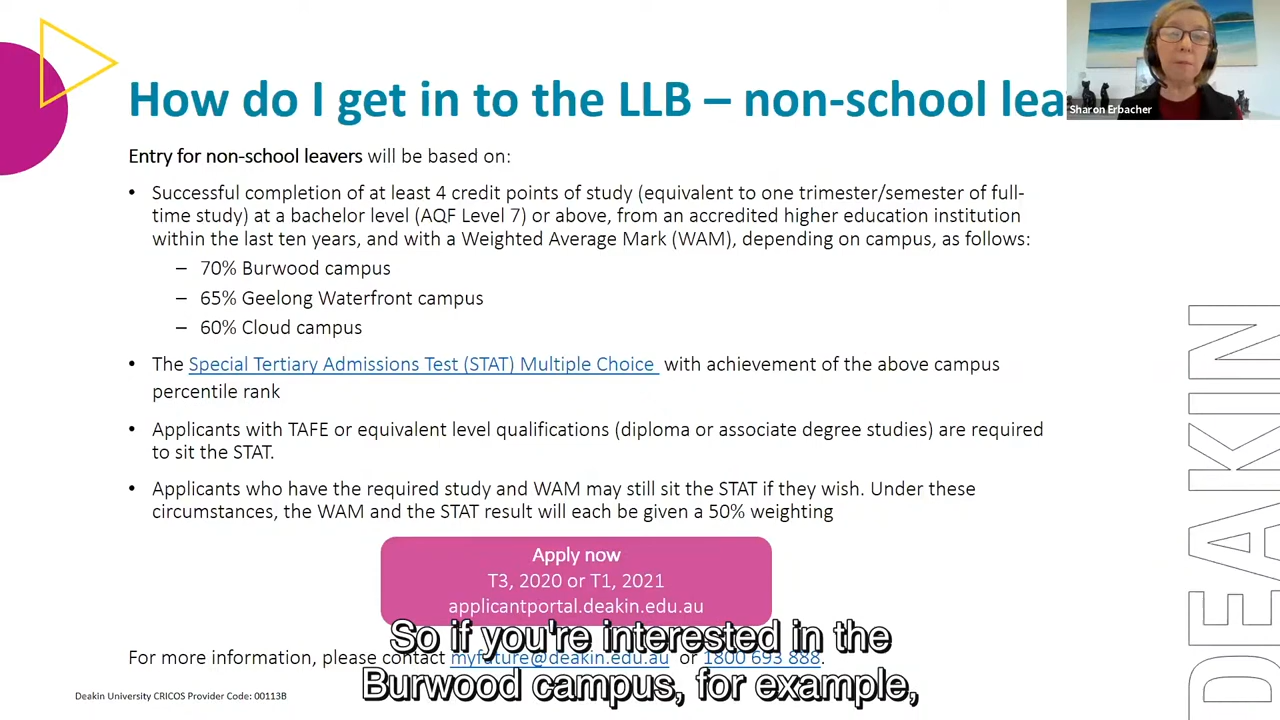 How do I get in to the LLB – non-school lea
Sharon Erbacher
Entry for non-school leavers will be based on:
• Successful completion of at least 4 credit points of study (equivalent to one trimester/semester of full-
time study) at a bachelor level (AQF Level 7) or above, from an accredited higher education institution
within the last ten years, and with a Weighted Average Mark (WAM), depending on campus, as follows:
– 70% Burwood campus
– 65% Geelong Waterfront campus
– 60% Cloud campus
• The Special Tertiary Admissions Test (STAT) Multiple Choice with achievement of the above campus
percentile rank
• Applicants with TAFE or equivalent level qualifications (diploma or associate degree studies) are required
to sit the STAT.
• Applicants who have the required study and WAM may still sit the STAT if they wish. Under these
circumstances, the WAM and the STAT result will each be given a 50% weighting
Apply now
T3, 2020 or T1, 2021
applicantportal.deakin.edu.au
So if you're interested in the
For more information, please contact myfuture@deakin.edu.au or 1800 693 888.
Burwood campus, for example,
Deakin University CRICOS Provider Code: 00113B
DEAKIN